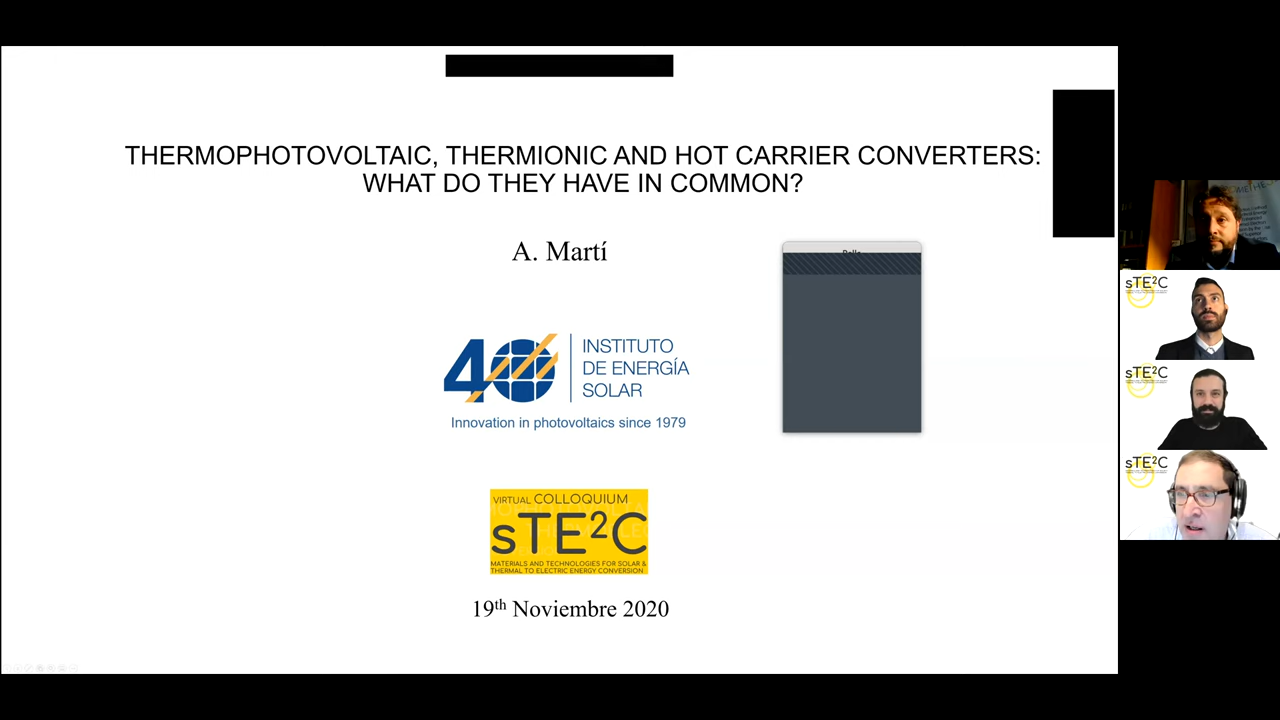 THERMOPHOTOVOLTAIC, THERMIONIC AND HOT CARRIER CONVERTERS:
WHAT DO THEY HAVE IN COMMON?
A. Martí
40
INSTITUTO
DE ENERGÍA
SOLAR
Innovation in photovoltaics since 1979
VIRTUAL COLLOQUIUM
sTE²C
MATERIALS AND TECHNOLOGIES FOR SOLAR &
THERMAL TO ELECTRIC ENERGY CONVERSION
19th Noviembre 2020
sTE²C
sTE²C
sTE²C